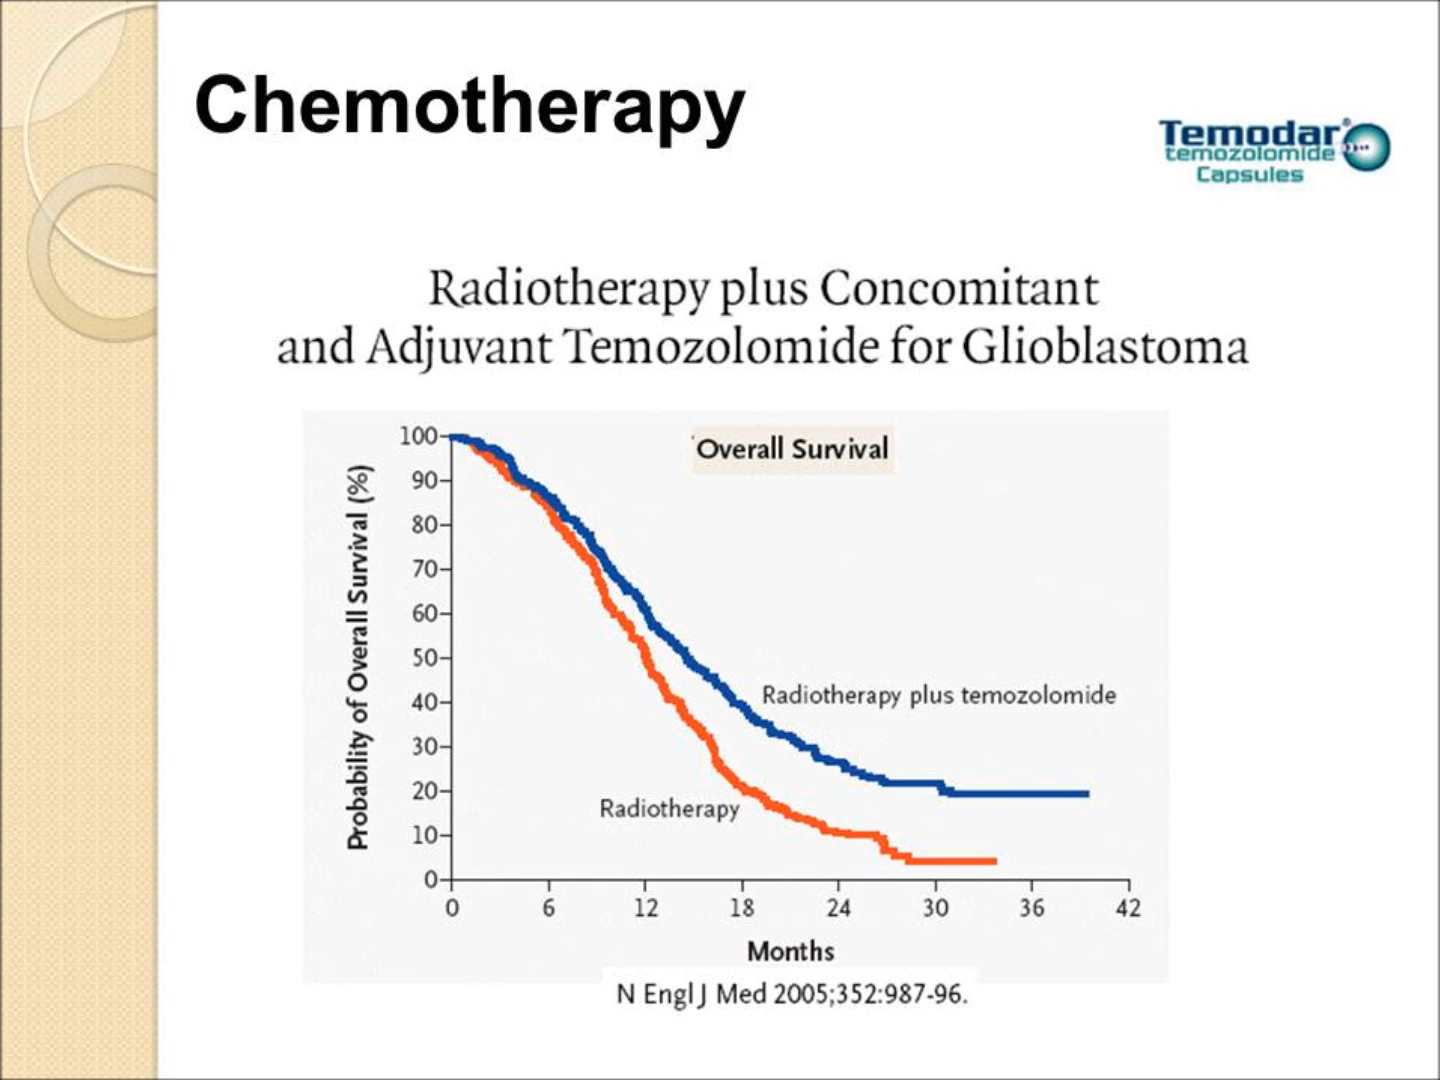 Chemotherapy
Temodar®
temozolomide
Capsules
Radiotherapy plus Concomitant
and Adjuvant Temozolomide for Glioblastoma
Overall Survival
Probability of Overall Survival (%)
100
90
80
70
60
50
40
30
20
10
0
Radiotherapy plus temozolomide
Radiotherapy
0 6 12 18 24 30 36 42
Months
N Engl J Med 2005;352:987-96.